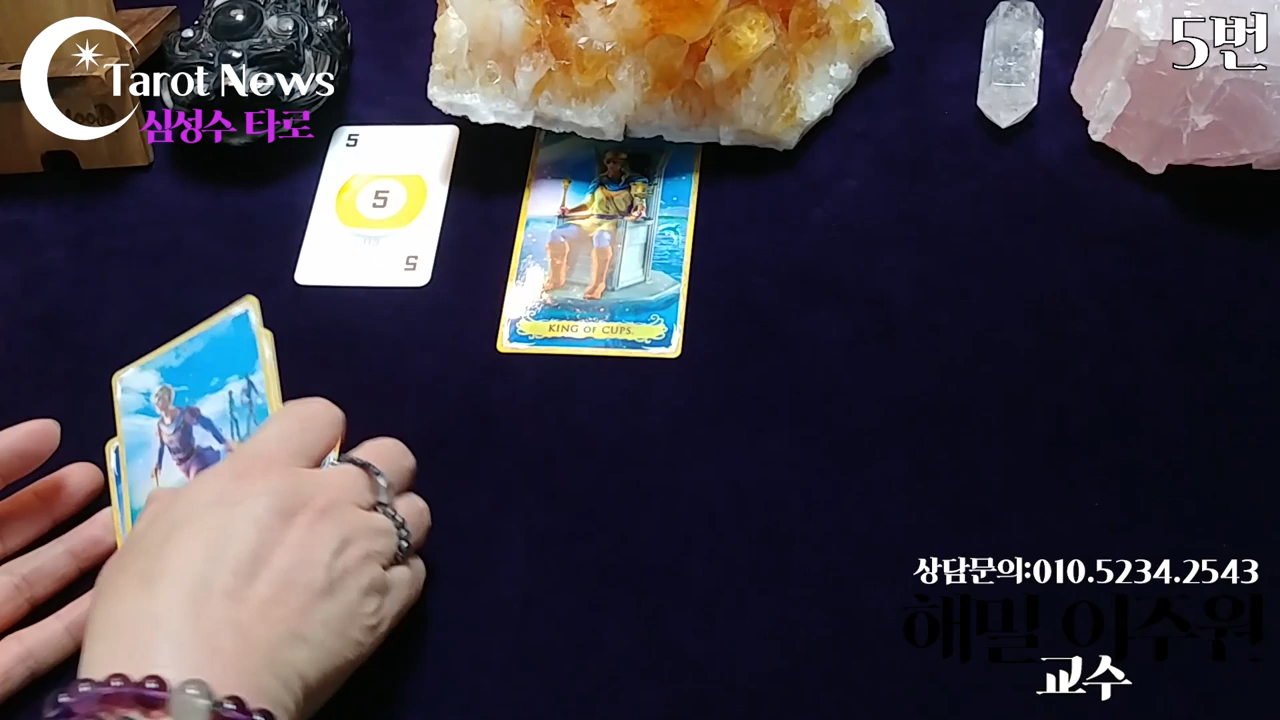 5번
Tarot News
심성수 타로
5
5
5
KING OF CUPS.
상담문의:010.5234.2543
해밀 이주원
교수